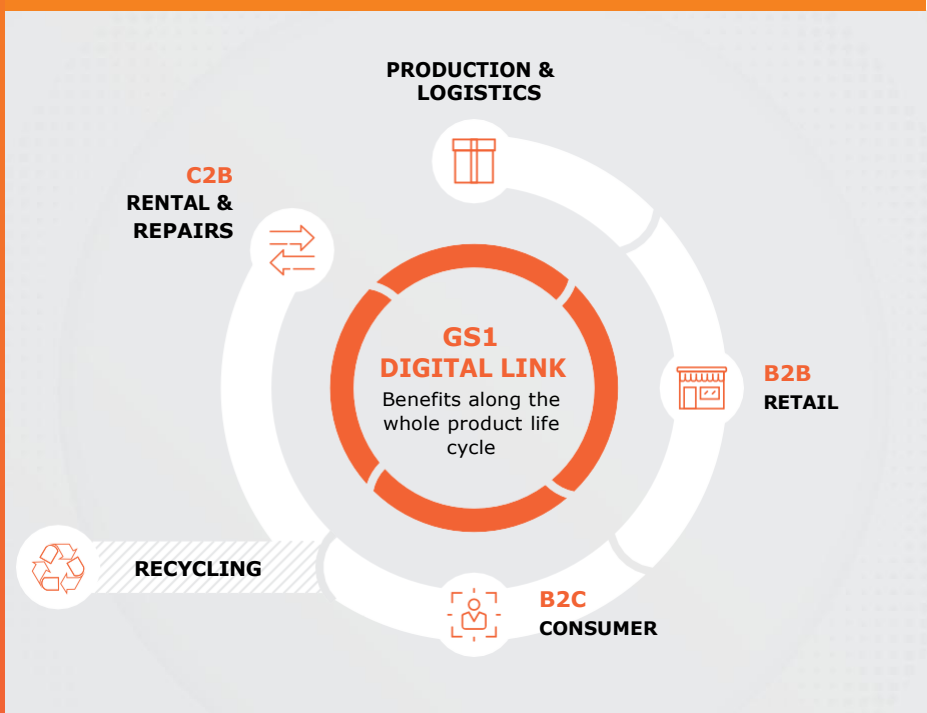 PRODUCTION &
LOGISTICS
C2B
RENTAL &
REPAIRS
GS1
DIGITAL LINK
Benefits along the
whole product life
cycle
B2B
RETAIL
RECYCLING
B2C
CONSUMER